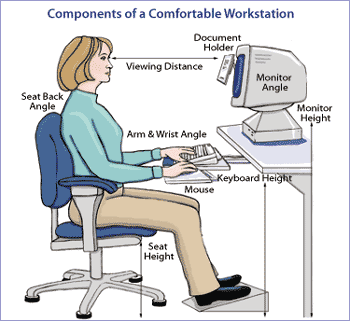 Components of a Comfortable Workstation
Document
Holder
Viewing Distance
Monitor
Angle
Seat Back
Angle
Monitor
Height
Arm & Wrist Angle
Keyboard Height
Mouse
Seat
Height